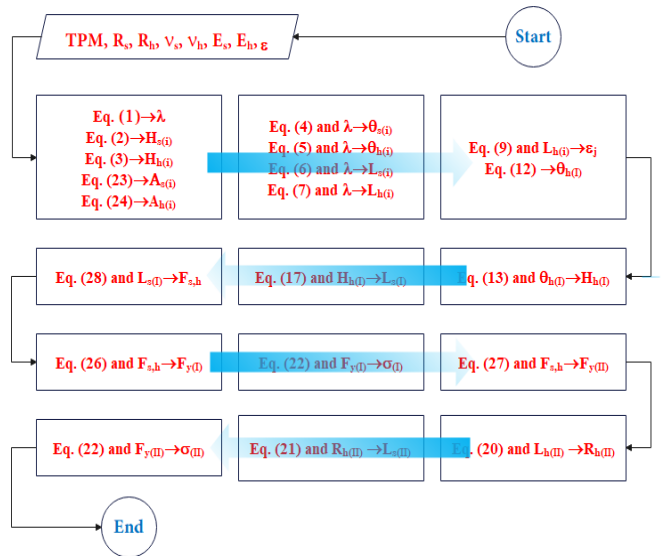 Start
TPM, Rₛ, Rₕ, νₛ, νₕ, Eₛ, Eₕ, ε
Eq. (1)→λ
Eq. (2)→Hₛ₍ᵢ₎
Eq. (3)→Hₕ₍ᵢ₎
Eq. (23)→Aₛ₍ᵢ₎
Eq. (24)→Aₕ₍ᵢ₎
Eq. (4) and λ→θₛ₍ᵢ₎
Eq. (5) and λ→θₕ₍ᵢ₎
Eq. (6) and λ→Lₛ₍ᵢ₎
Eq. (7) and λ→Lₕ₍ᵢ₎
Eq. (9) and Lₕ₍ᵢ₎→εⱼ
Eq. (12) →θh(I)
Eq. (13) and θh(I)→Hh(I)
Eq. (17) and Hh(I)→Ls(I)
Eq. (28) and Ls(I)→Fs,h
Eq. (26) and Fs,h→Fy(I)
Eq. (22) and Fy(I)→σ(I)
Eq. (27) and Fs,h→Fy(II)
Eq. (20) and Lh(II) →Rh(II)
Eq. (21) and Rh(II) →Ls(II)
Eq. (22) and Fy(II)→σ(II)
End